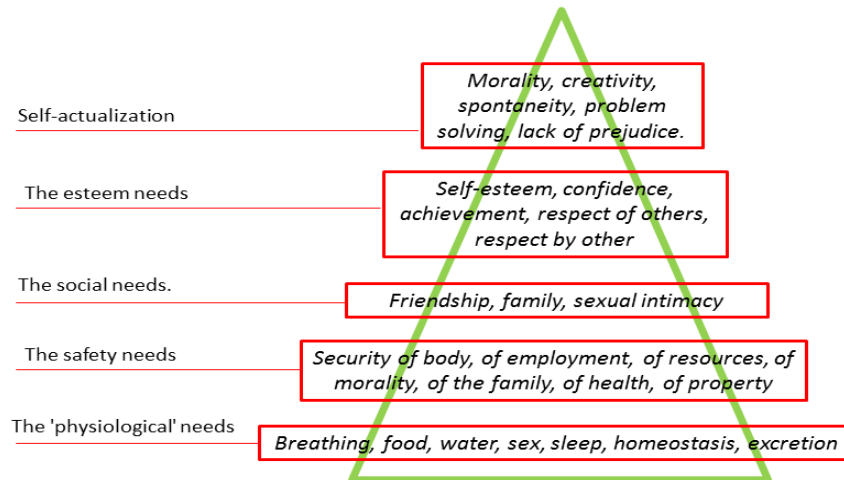 Self-actualization
Morality, creativity,
spontaneity, problem
solving, lack of prejudice.
The esteem needs
Self-esteem, confidence,
achievement, respect of others,
respect by other
The social needs.
Friendship, family, sexual intimacy
The safety needs
Security of body, of employment, of resources, of
morality, of the family, of health, of property
The 'physiological' needs
Breathing, food, water, sex, sleep, homeostasis, excretion